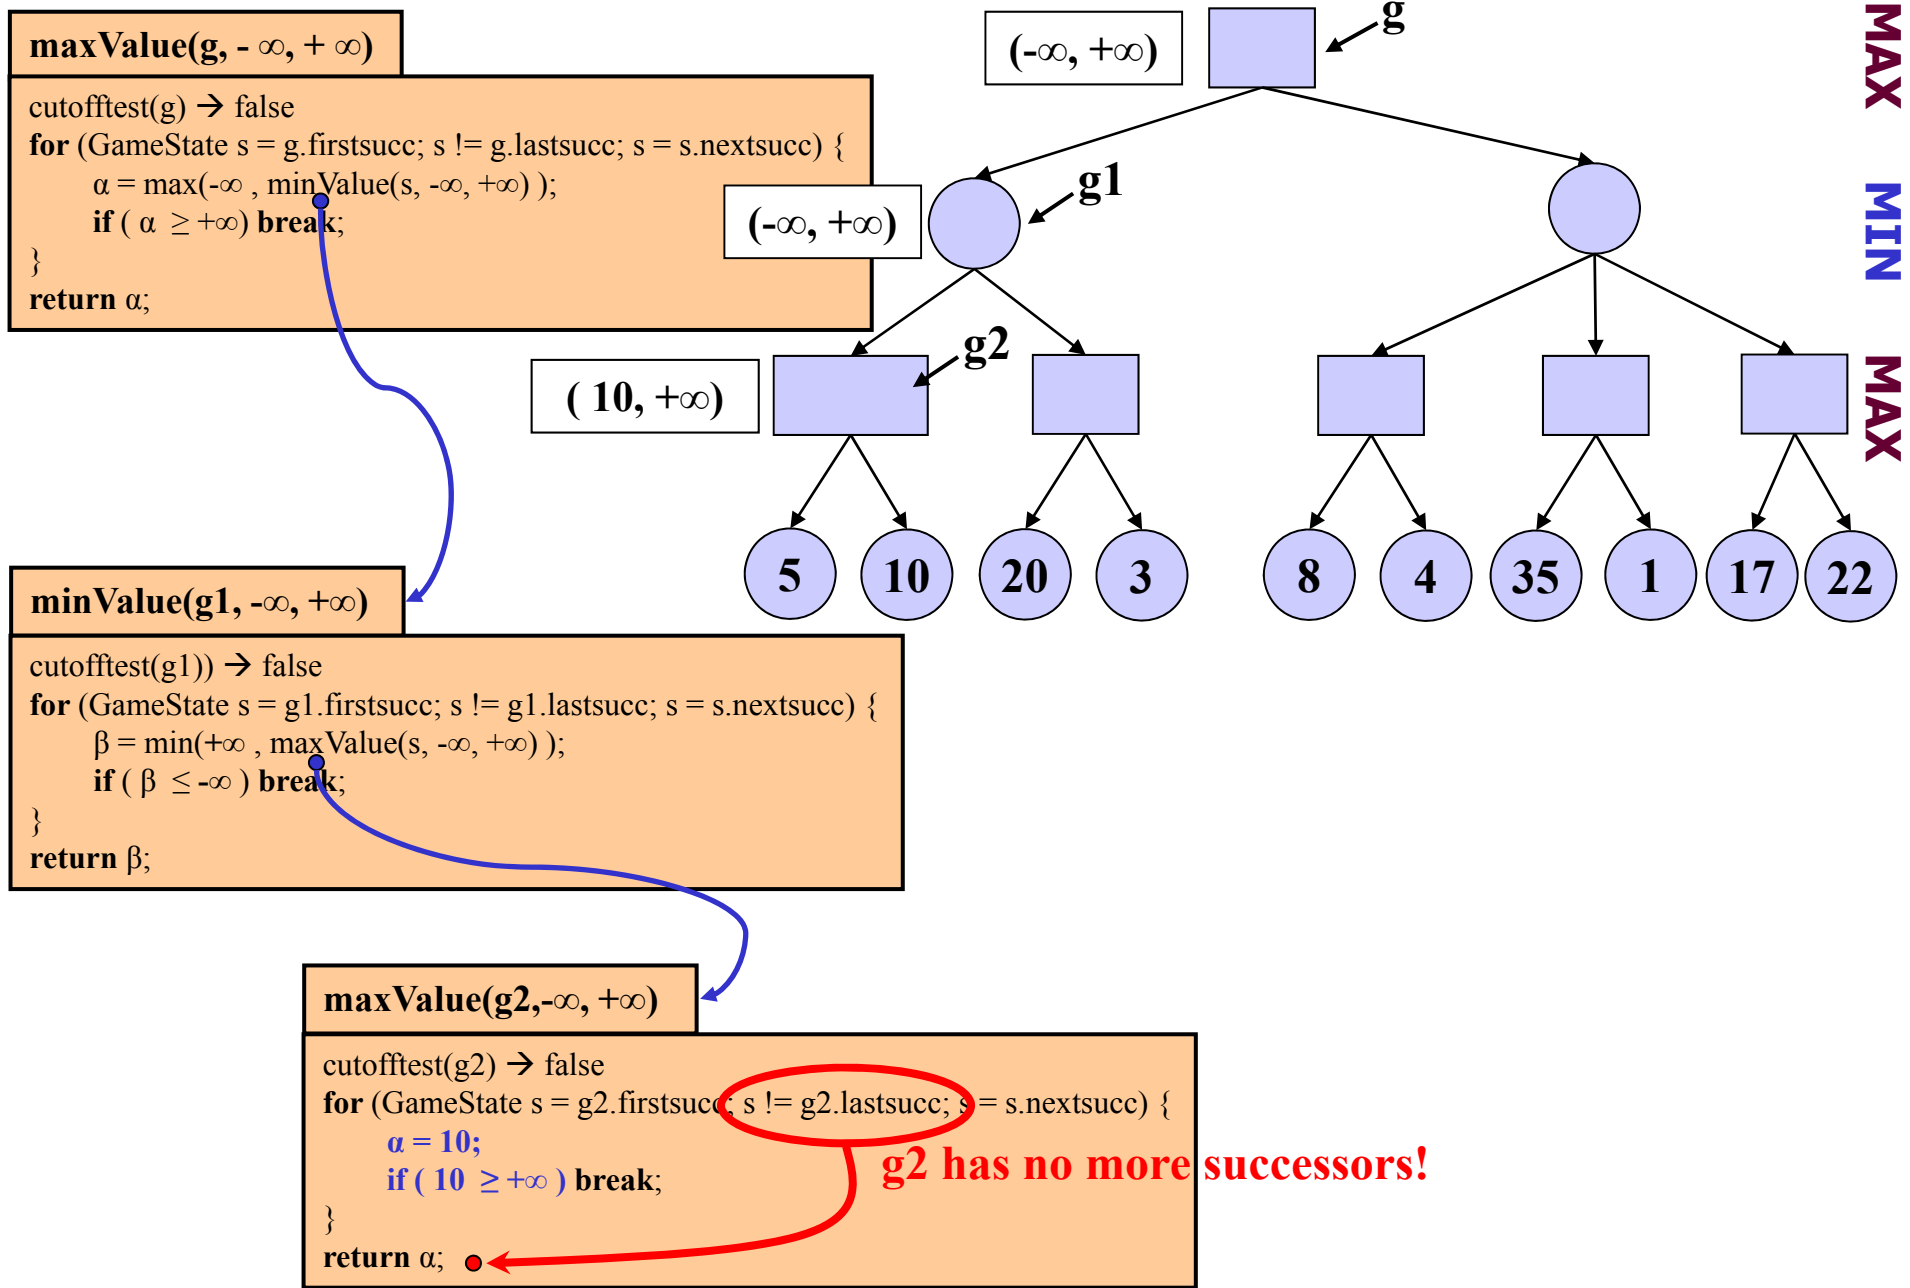 maxValue(g, - ∞, + ∞)
cutofftest(g) → false
for (GameState s = g.firstsucc; s != g.lastsucc; s = s.nextsucc) {
α = max(-∞ , minValue(s, -∞, +∞) );
if ( α ≥ +∞) break;
}
return α;
(-∞, +∞)
g
MAX
(-∞, +∞)
g1
MIN
( 10, +∞)
g2
MAX
5 10 20 3 8 4 35 1 17 22
minValue(g1, -∞, +∞)
cutofftest(g1)) → false
for (GameState s = g1.firstsucc; s != g1.lastsucc; s = s.nextsucc) {
β = min(+∞ , maxValue(s, -∞, +∞) );
if ( β ≤ -∞ ) break;
}
return β;
maxValue(g2,-∞, +∞)
cutofftest(g2) → false
for (GameState s = g2.firstsucc; s != g2.lastsucc; s = s.nextsucc) {
α = 10;
if ( 10 ≥ +∞ ) break;
}
return α;
g2 has no more successors!